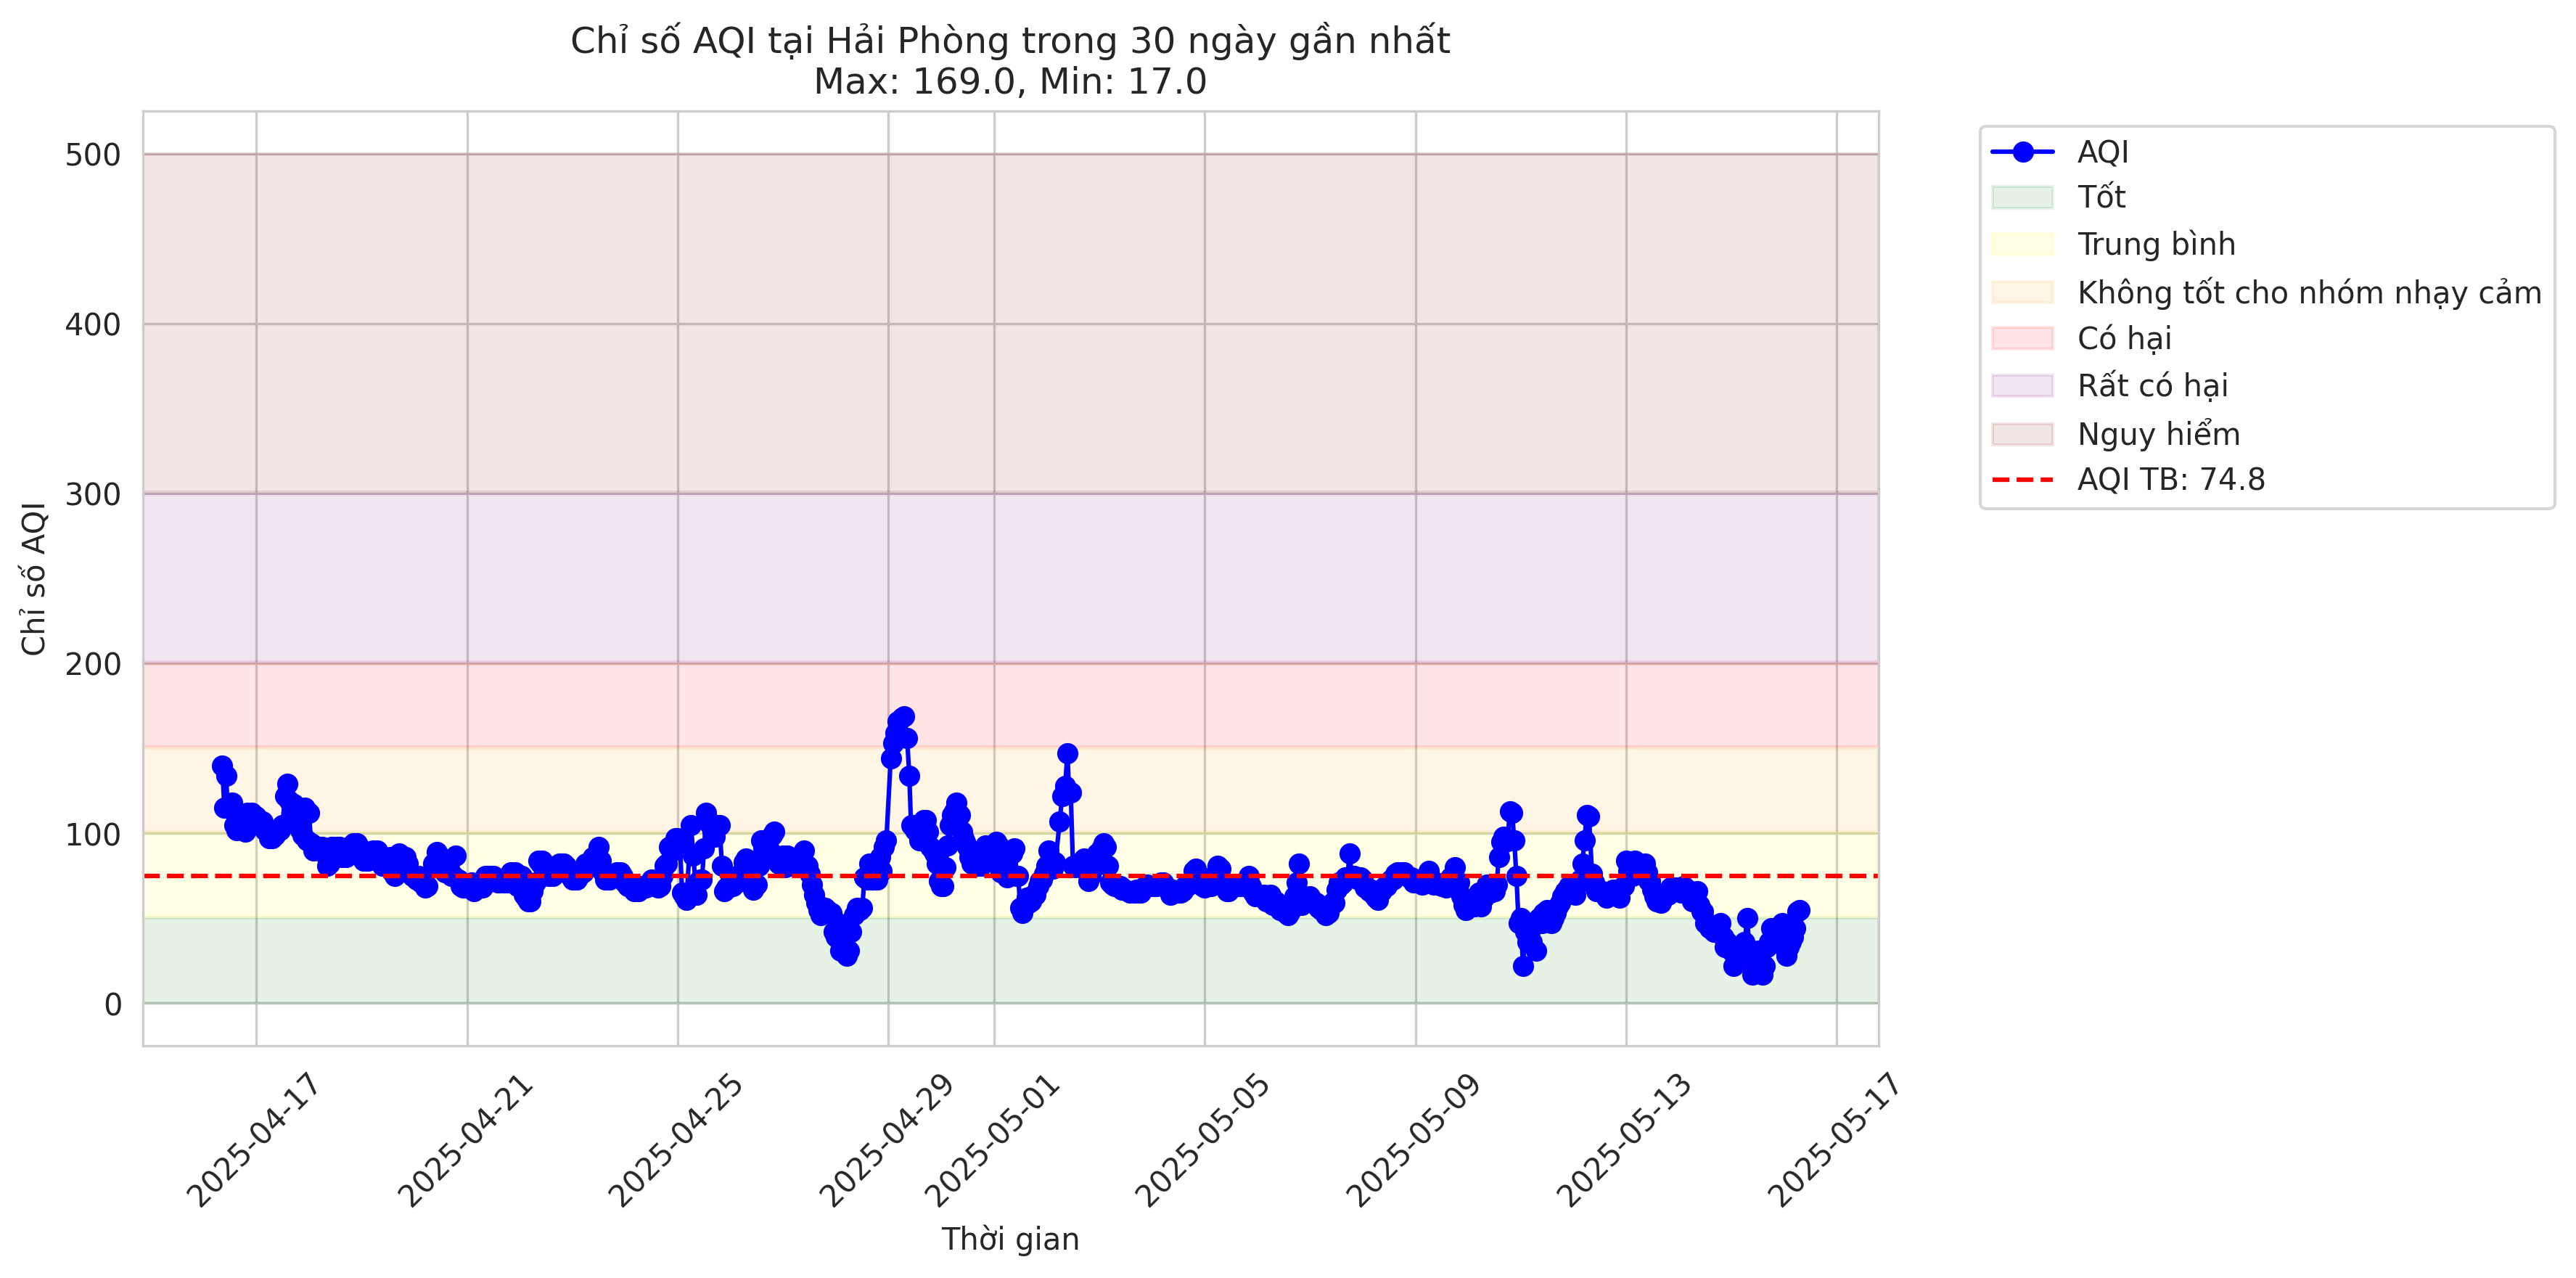 Chỉ số AQI tại Hải Phòng trong 30 ngày gần nhất
Max: 169.0, Min: 17.0
Chỉ số AQI
500
400
300
200
100
0
2025-04-17
2025-04-21
2025-04-25
2025-04-29
2025-05-01
2025-05-05
2025-05-09
2025-05-13
2025-05-17
Thời gian
AQI
Tốt
Trung bình
Không tốt cho nhóm nhạy cảm
Có hại
Rất có hại
Nguy hiểm
AQI TB: 74.8